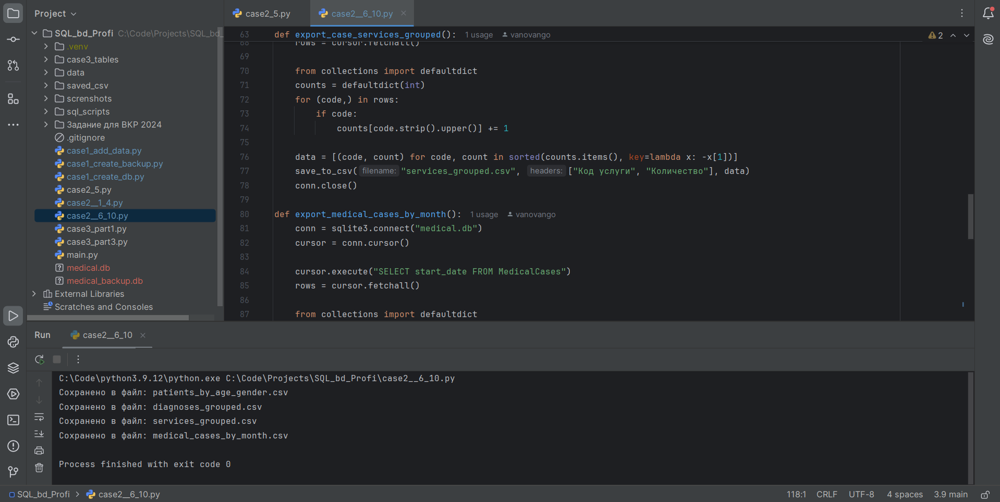 Project
SQL_bd_Profi C:\Code\Projects\SQL_bd_
.venv
case3_tables
data
saved_csv
screnshots
sql_scripts
Задание для ВКР 2024
.gitignore
case1_add_data.py
case1_create_backup.py
case1_create_db.py
case2_5.py
case2__1_4.py
case2__6_10.py
case3_part1.py
case3_part3.py
main.py
medical.db
medical_backup.db
External Libraries
Scratches and Consoles
case2_5.py
case2__6_10.py
63 def export_case_services_grouped(): 1 usage vanovango
2
68 rows = cursor.fetchall()
69
70 from collections import defaultdict
71 counts = defaultdict(int)
72 for (code,) in rows:
73 if code:
74 counts[code.strip().upper()] += 1
75
76 data = [(code, count) for code, count in sorted(counts.items(), key=lambda x: -x[1])]
77 save_to_csv( filename: "services_grouped.csv", headers: ["Код услуги", "Количество"], data)
78 conn.close()
79
80 def export_medical_cases_by_month(): 1 usage vanovango
81 conn = sqlite3.connect("medical.db")
82 cursor = conn.cursor()
83
84 cursor.execute("SELECT start_date FROM MedicalCases")
85 rows = cursor.fetchall()
86
87 from collections import defaultdict
Run case2__6_10
C:\Code\python3.9.12\python.exe C:\Code\Projects\SQL_bd_Profi\case2__6_10.py
Сохранено в файл: patients_by_age_gender.csv
Сохранено в файл: diagnoses_grouped.csv
Сохранено в файл: services_grouped.csv
Сохранено в файл: medical_cases_by_month.csv
Process finished with exit code 0
SQL_bd_Profi case2__6_10.py
118:1 CRLF UTF-8 4 spaces 3.9 main